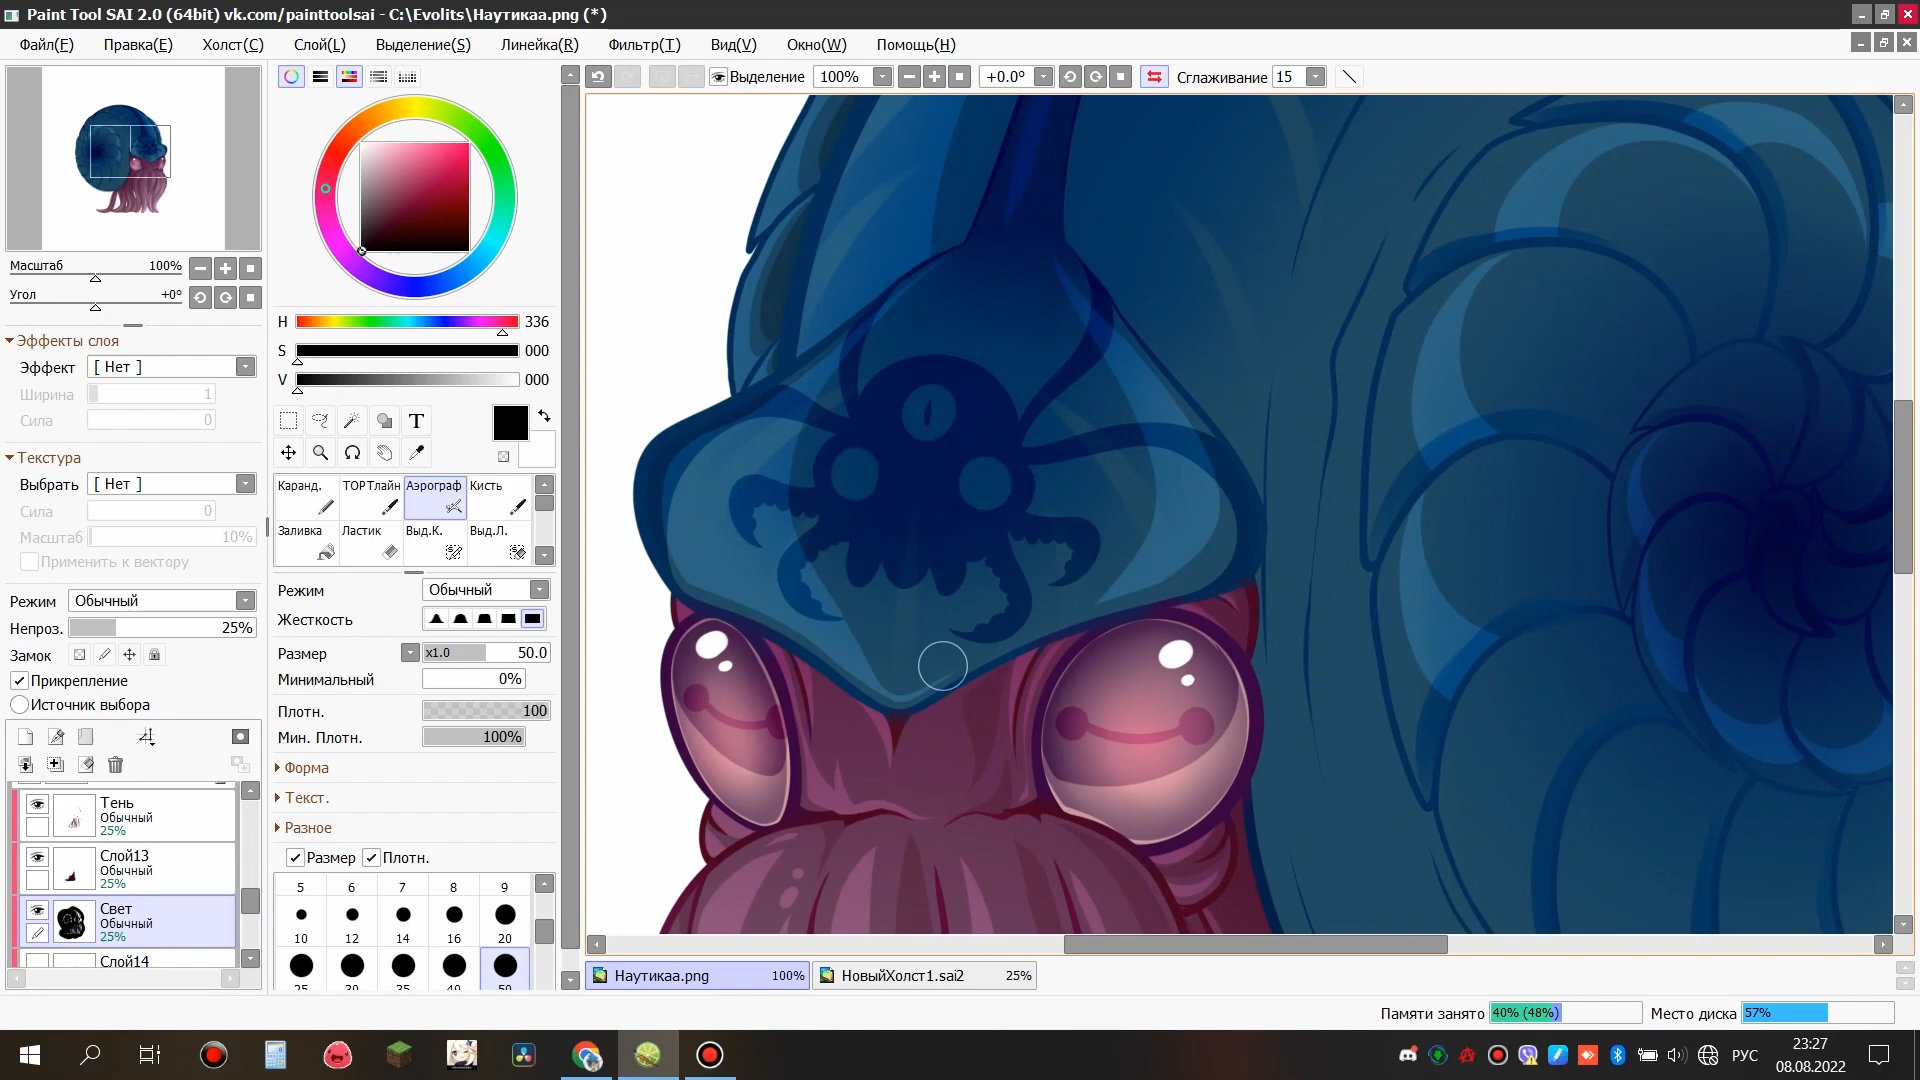 Paint Tool SAI 2.0 (64bit) vk.com/painttoolsai - C:\Evolits\Наутикаа.png (*)
Файл(F) Правка(E) Холст(C) Слой(L) Выделение(S) Линейка(R) Фильтр(T) Вид(V) Окно(W) Помощь(H)
Выделение 100% +0.0° Сглаживание 15
Масштаб 100%
Угол +0°
Эффекты слоя
Эффект [ Нет ]
Ширина 1
Сила 0
Текстура
Выбрать [ Нет ]
Сила 0
Масштаб 10%
Применить к вектору
Режим Обычный
Непроз. 25%
Замок
Прикрепление
Источник выбора
Тень
Обычный
25%
Слой13
Обычный
25%
Свет
Обычный
25%
Слой14
H 336
S 000
V 000
T
Каранд. ТОРТлайн Аэрограф Кисть
Заливка Ластик Выд.К. Выд.Л.
Режим Обычный
Жесткость
Размер x1.0 50.0
Минимальный 0%
Плотн. 100
Мин. Плотн. 100%
Форма
Текст.
Разное
Размер Плотн.
5 6 7 8 9
10 12 14 16 20
25 30 35 40 50
Наутикаа.png 100% НовыйХолст1.sai2 25%
Памяти занято 40% (48%) Место диска 57%
РУС
23:27
08.08.2022